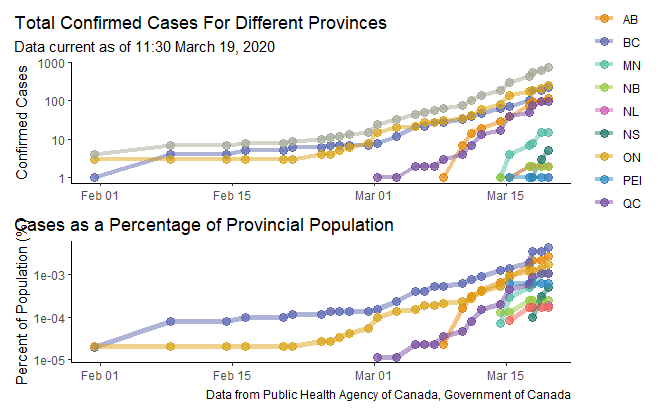 Total Confirmed Cases For Different Provinces
Data current as of 11:30 March 19, 2020
Confirmed Cases
1000
100
10
1
Feb 01
Feb 15
Mar 01
Mar 15
AB
BC
MN
NB
NL
NS
ON
PEI
QC
Cases as a Percentage of Provincial Population
Percent of Population (%)
1e-03
1e-04
1e-05
Feb 01
Feb 15
Mar 01
Mar 15
Data from Public Health Agency of Canada, Government of Canada